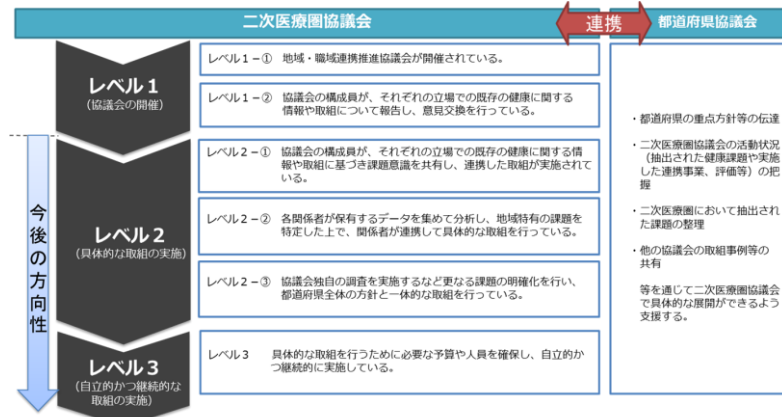 二次医療圏協議会
連携
都道府県協議会
レベル1
（協議会の開催）
レベル1－① 地域・職域連携推進協議会が開催されている。
レベル1－② 協議会の構成員が、それぞれの立場での既存の健康に関する
情報や取組について報告し、意見交換を行っている。
今後の方向性
レベル2
（具体的な取組の実施）
レベル2－① 協議会の構成員が、それぞれの立場での既存の健康に関する情
報や取組に基づき課題意識を共有し、連携した取組が実施されて
いる。
レベル2－② 各関係者が保有するデータを集めて分析し、地域特有の課題を
特定した上で、関係者が連携して具体的な取組を行っている。
レベル2－③ 協議会独自の調査を実施するなど更なる課題の明確化を行い、
都道府県全体の方針と一体的な取組を行っている。
レベル3
（自立的かつ継続的な
取組の実施）
レベル3 具体的な取組を行うために必要な予算や人員を確保し、自立的か
つ継続的に実施している。
・都道府県の重点方針等の伝達
・二次医療圏協議会の活動状況
（抽出された健康課題や実施
した連携事業、評価等）の把
握
・二次医療圏において抽出され
た課題の整理
・他の協議会の取組事例等の
共有
等を通じて二次医療圏協議会
で具体的な展開ができるよう
支援する。